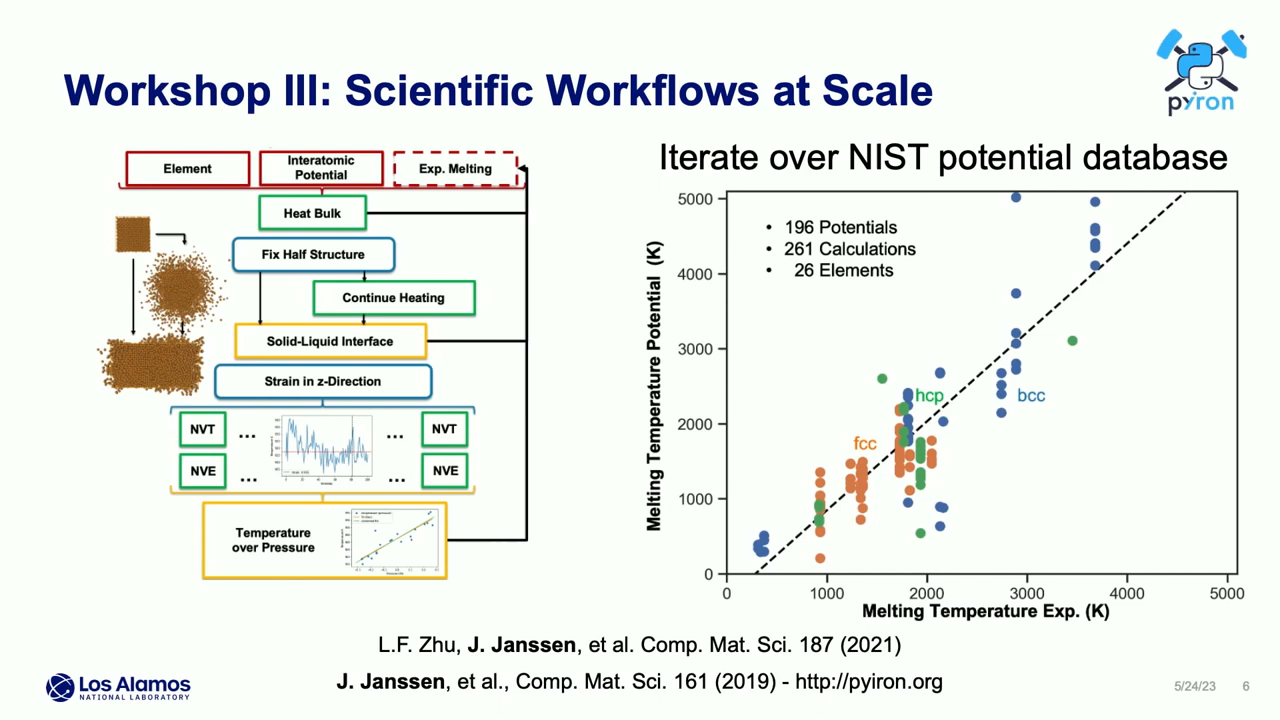 Workshop III: Scientific Workflows at Scale
pyiron
Element
Interatomic
Potential
Exp. Melting
Heat Bulk
Fix Half Structure
Continue Heating
Solid-Liquid Interface
Strain in z-Direction
NVT
...
...
NVT
NVE
...
...
NVE
Temperature
over Pressure
Iterate over NIST potential database
Melting Temperature Potential (K)
5000
4000
3000
2000
1000
0
• 196 Potentials
• 261 Calculations
• 26 Elements
hcp
bcc
fcc
0 1000 2000 3000 4000 5000
Melting Temperature Exp. (K)
L.F. Zhu, J. Janssen, et al. Comp. Mat. Sci. 187 (2021)
J. Janssen, et al., Comp. Mat. Sci. 161 (2019) - http://pyiron.org
Los Alamos
NATIONAL LABORATORY
5/24/23 6